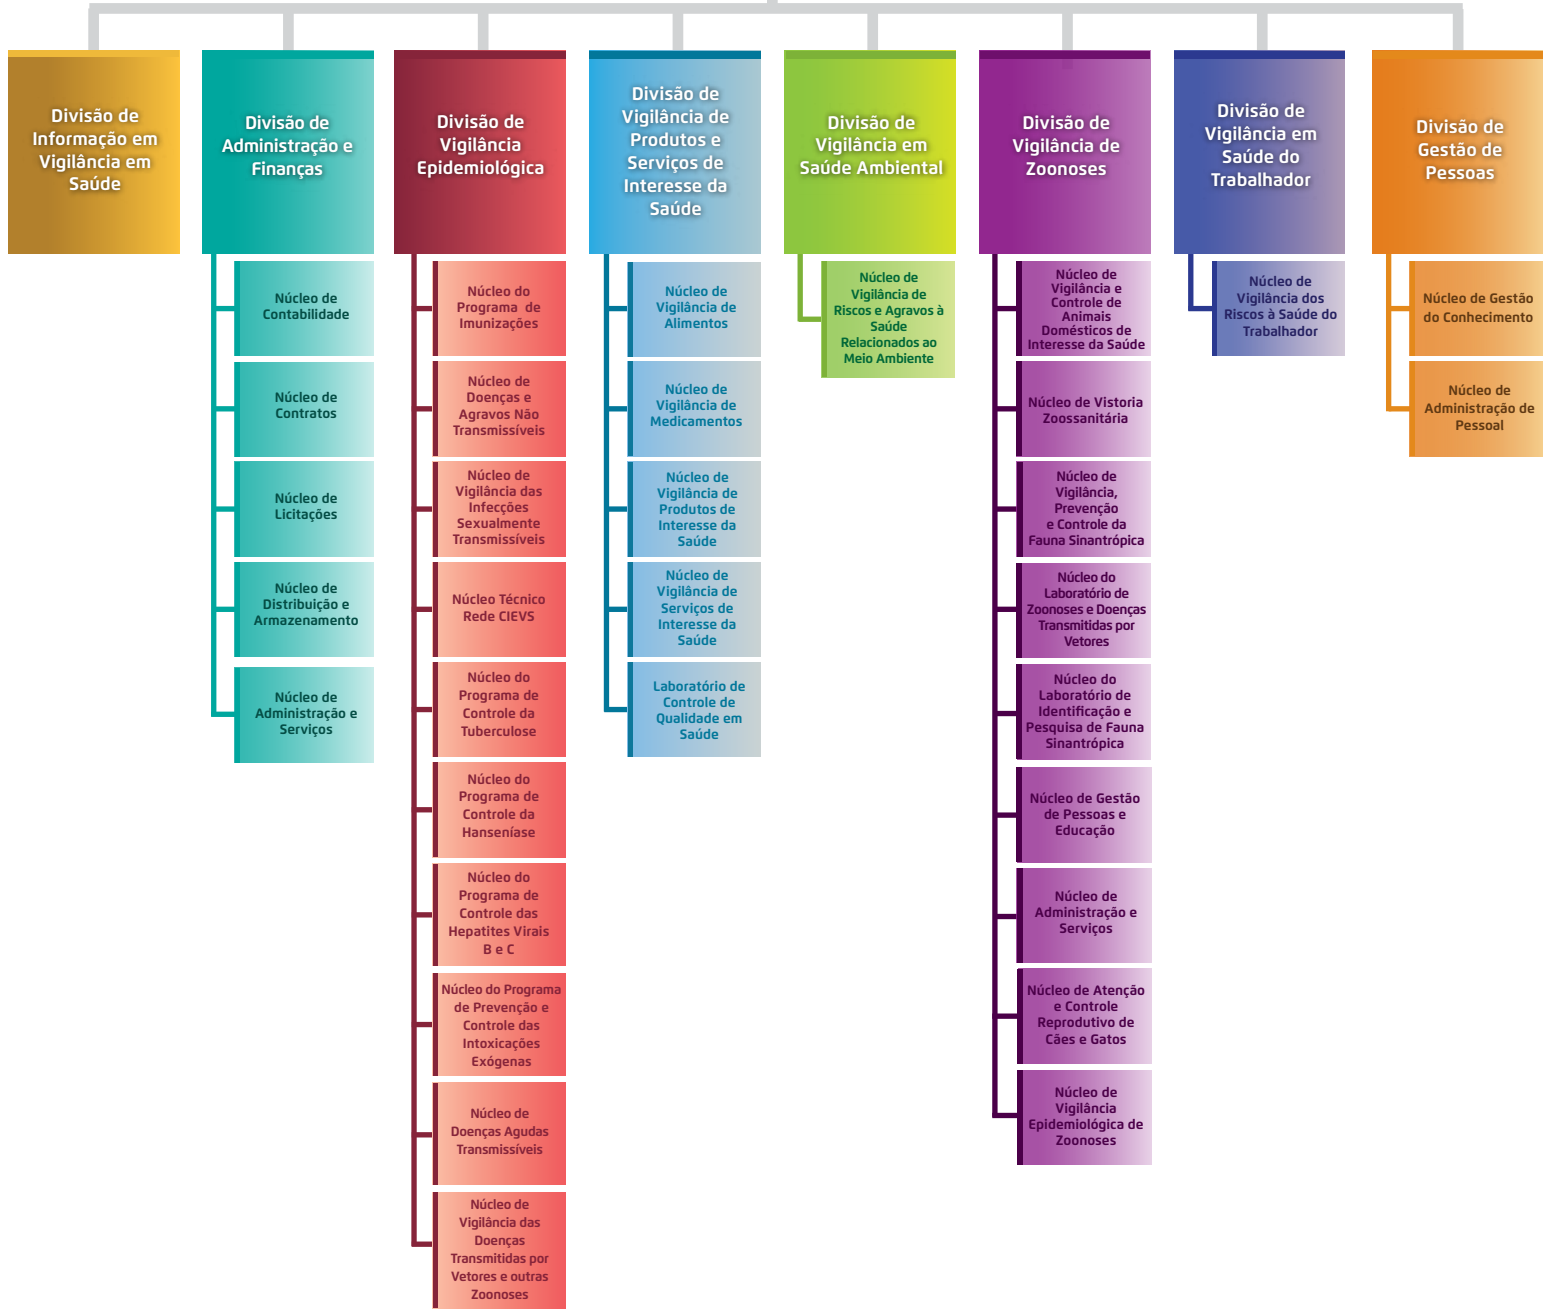 Divisão de
Informação em
Vigilância em
Saúde
Divisão de
Administração e
Finanças
Núcleo de
Contabilidade
Núcleo de
Contratos
Núcleo de
Licitações
Núcleo de
Distribuição e
Armazenamento
Núcleo de
Administração e
Serviços
Divisão de
Vigilância
Epidemiológica
Núcleo do
Programa de
Imunizações
Núcleo de
Doenças e
Agravos Não
Transmissíveis
Núcleo de
Vigilância das
Infecções
Sexualmente
Transmissíveis
Núcleo Técnico
Rede CIEVS
Núcleo do
Programa de
Controle da
Tuberculose
Núcleo do
Programa de
Controle da
Hanseníase
Núcleo do
Programa de
Controle das
Hepatites Virais
B e C
Núcleo do Programa
de Prevenção e
Controle das
Intoxicações
Exógenas
Núcleo de
Doenças Agudas
Transmissíveis
Núcleo de
Vigilância das
Doenças
Transmitidas por
Vetores e outras
Zoonoses
Divisão de
Vigilância de
Produtos e
Serviços de
Interesse da
Saúde
Núcleo de
Vigilância de
Alimentos
Núcleo de
Vigilância de
Medicamentos
Núcleo de
Vigilância de
Produtos de
Interesse da
Saúde
Núcleo de
Vigilância de
Serviços de
Interesse da
Saúde
Laboratório de
Controle de
Qualidade em
Saúde
Divisão de
Vigilância em
Saúde Ambiental
Núcleo de
Vigilância de
Riscos e Agravos à
Saúde
Relacionados ao
Meio Ambiente
Divisão de
Vigilância de
Zoonoses
Núcleo de
Vigilância e
Controle de
Animais
Domésticos de
Interesse da Saúde
Núcleo de Vistoria
Zoossanitária
Núcleo de
Vigilância,
Prevenção
e Controle da
Fauna Sinantrópica
Núcleo do
Laboratório de
Zoonoses e Doenças
Transmitidas por
Vetores
Núcleo do
Laboratório de
Identificação e
Pesquisa de Fauna
Sinantrópica
Núcleo de Gestão
de Pessoas e
Educação
Núcleo de
Administração e
Serviços
Núcleo de Atenção
e Controle
Reprodutivo de
Cães e Gatos
Núcleo de
Vigilância
Epidemiológica de
Zoonoses
Divisão de
Vigilância em
Saúde do
Trabalhador
Núcleo de
Vigilância dos
Riscos à Saúde do
Trabalhador
Divisão de
Gestão de
Pessoas
Núcleo de Gestão
do Conhecimento
Núcleo de
Administração de
Pessoal